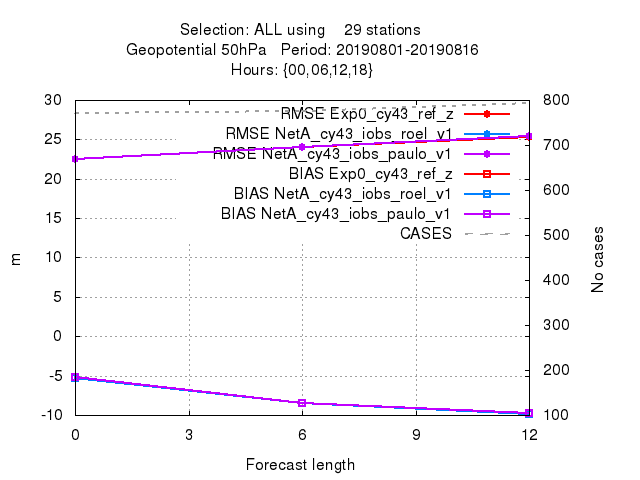 Selection: ALL using    29 stations
Geopotential 50hPa   Period: 20190801-20190816
Hours: {00,06,12,18}
30 800
RMSE Exp0_cy43_ref_z
RMSE NetA_cy43_iobs_roel_v1
25 700
RMSE NetA_cy43_iobs_paulo_v1
BIAS Exp0_cy43_ref_z
20 600
BIAS NetA_cy43_iobs_roel_v1
BIAS NetA_cy43_iobs_paulo_v1
15 500
CASES
m
No cases
10 400
5 300
0
-5 200
-10 100
0 3 6 9 12
Forecast length